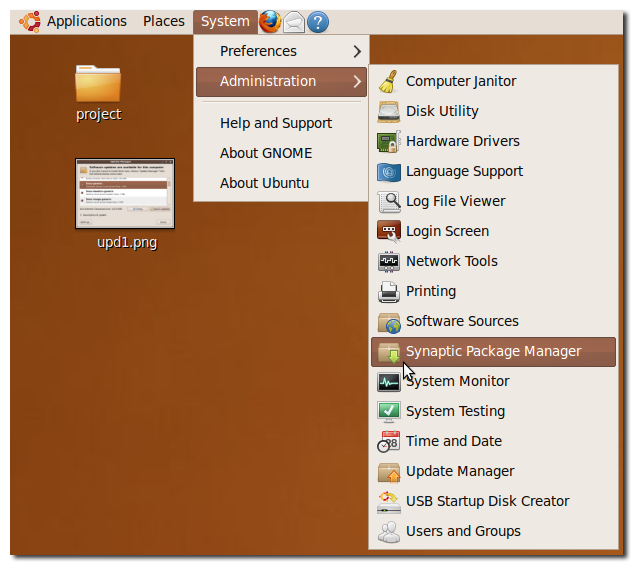 Applications Places System
Preferences
Administration
Help and Support
About GNOME
About Ubuntu
project
upd1.png
Computer Janitor
Disk Utility
Hardware Drivers
Language Support
Log File Viewer
Login Screen
Network Tools
Printing
Software Sources
Synaptic Package Manager
System Monitor
System Testing
Time and Date
Update Manager
USB Startup Disk Creator
Users and Groups